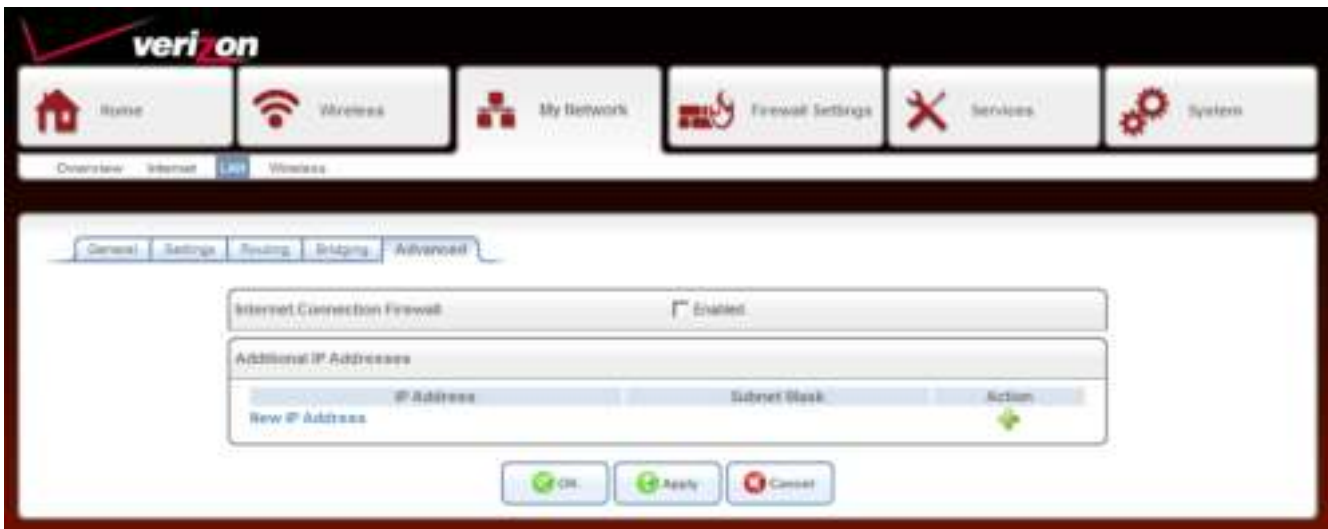 verizon
Home
Wireless
My Network
Firewall Settings
Services
System
Overview Internet LAN Wireless
General Settings Routing Bridging Advanced
Internet Connection Firewall Enabled
Additional IP Addresses
IP Address Subnet Mask Action
New IP Address
OK Apply Cancel